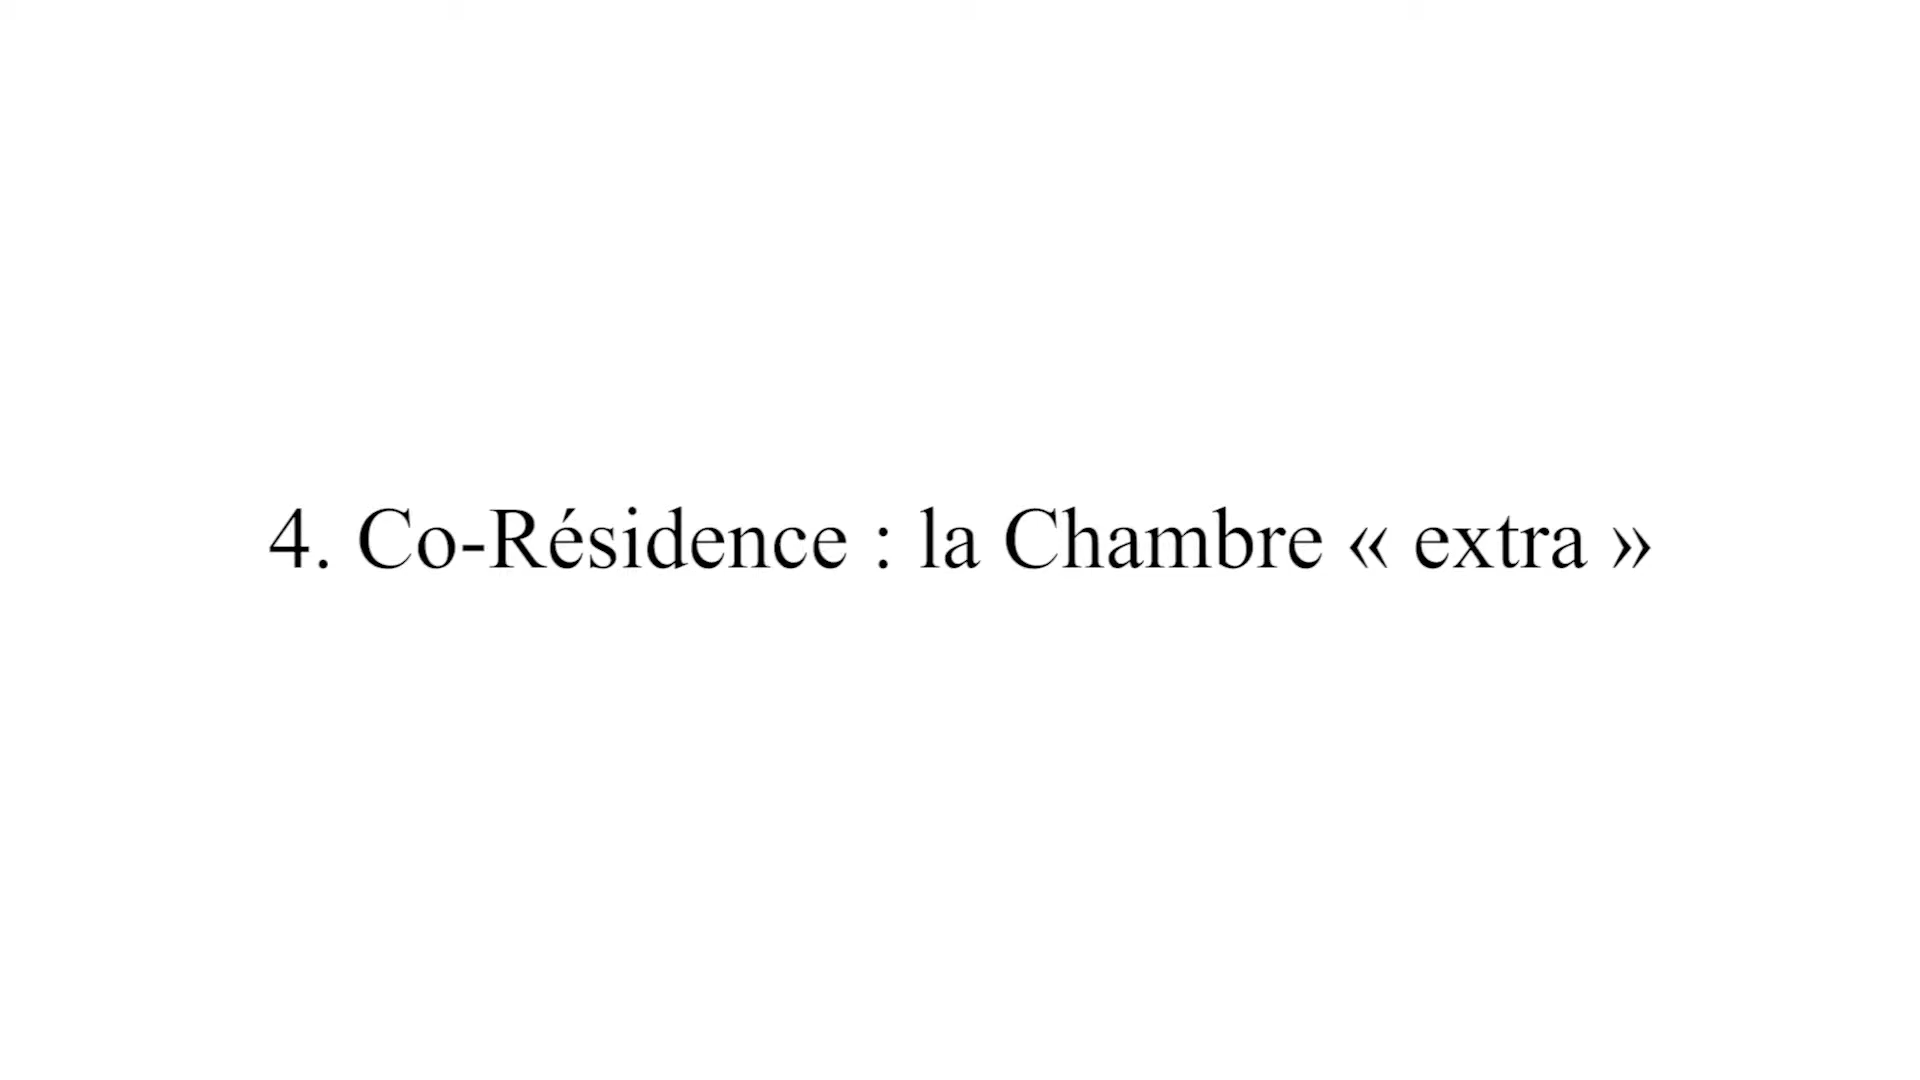 4. Co-Résidence : la Chambre « extra »